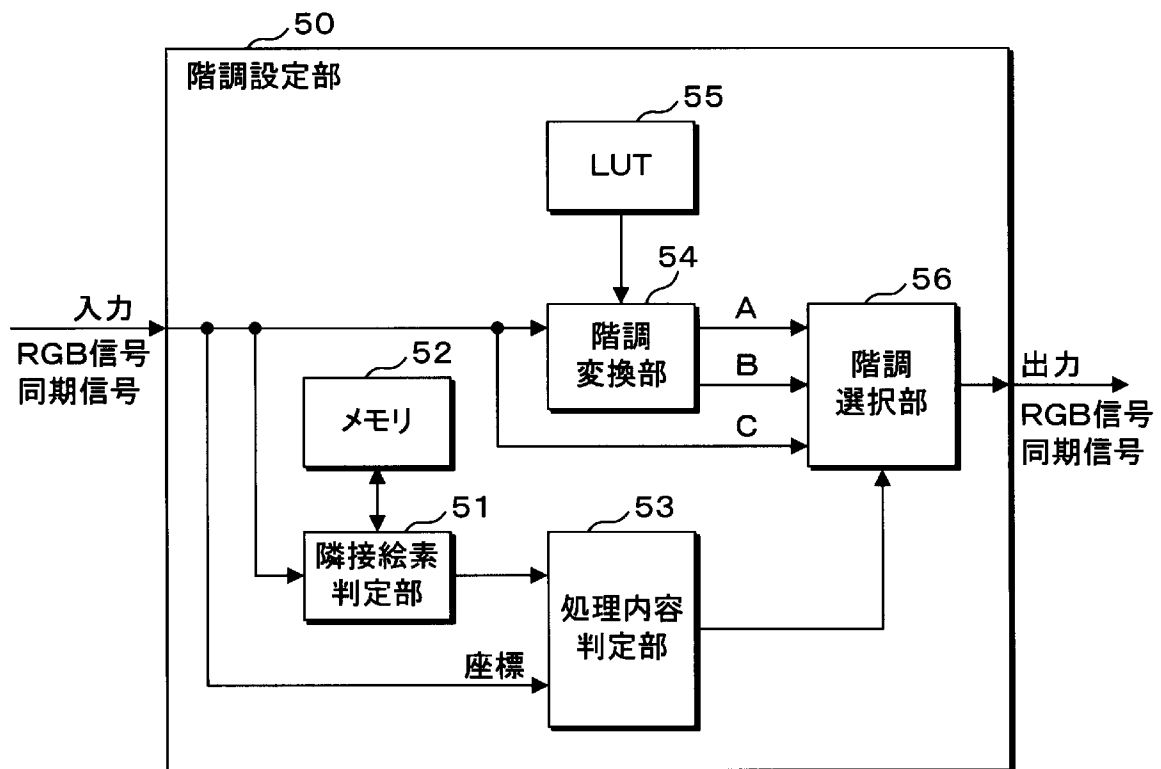 50
階調設定部
55
LUT
54
階調
変換部
56
階調
選択部
A
B
C
入力
RGB信号
同期信号
52
メモリ
51
隣接絵素
判定部
53
処理内容
判定部
座標
出力
RGB信号
同期信号